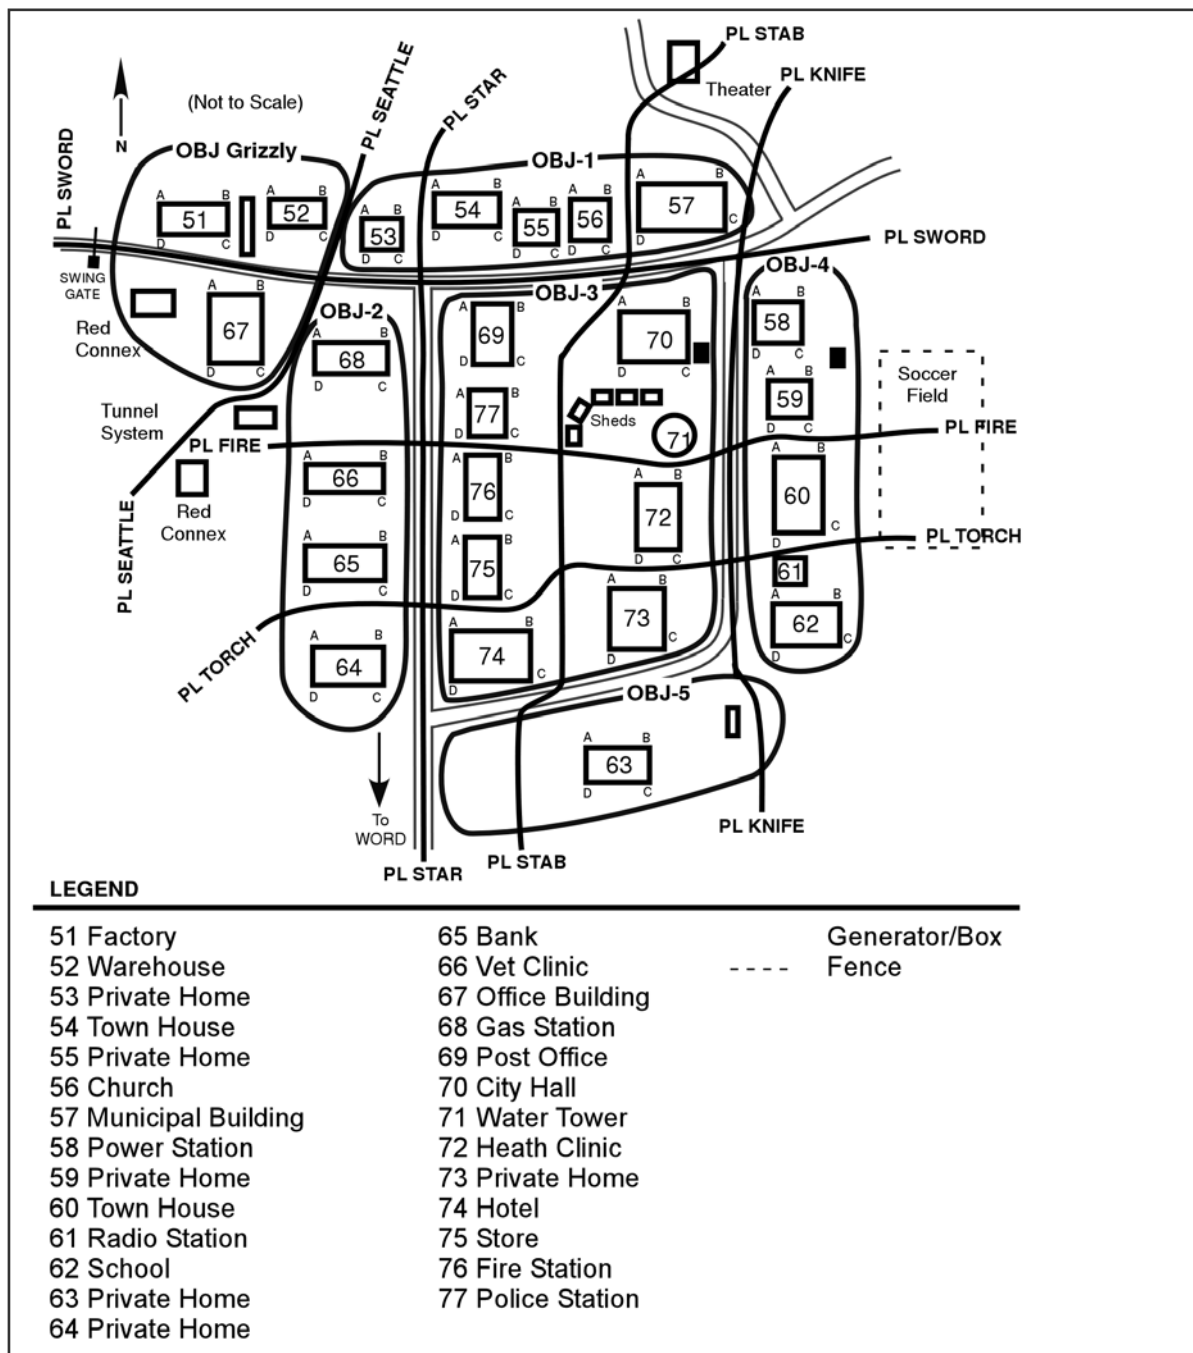 PL STAB
PL KNIFE
Theater
PL SEATTLE
PL STAR
(Not to Scale)
N
PL SWORD
OBJ Grizzly
OBJ-1
A B
51
D C
A B
52
D C
A B
53
D C
A B
54
D C
A B
55
D C
A B
56
D C
A B
57
D C
PL SWORD
SWING
GATE
Red
Connex
A B
67
D C
OBJ-2
OBJ-3
OBJ-4
A B
68
D C
A B
69
D C
A B
70
D C
A B
58
D C
A B
77
D C
Sheds
71
A B
59
D C
Soccer
Field
Tunnel
System
PL FIRE
PL FIRE
Red
Connex
PL SEATTLE
A B
66
D C
A B
76
D C
A B
72
D C
A B
60
D C
PL TORCH
A B
65
D C
A B
75
D C
61
A B
73
D C
A B
62
D C
PL TORCH
A B
64
D C
A B
74
D C
OBJ-5
A B
63
D C
To
WORD
PL STAR
PL STAB
PL KNIFE
LEGEND
51 Factory
52 Warehouse
53 Private Home
54 Town House
55 Private Home
56 Church
57 Municipal Building
58 Power Station
59 Private Home
60 Town House
61 Radio Station
62 School
63 Private Home
64 Private Home
65 Bank
66 Vet Clinic
67 Office Building
68 Gas Station
69 Post Office
70 City Hall
71 Water Tower
72 Heath Clinic
73 Private Home
74 Hotel
75 Store
76 Fire Station
77 Police Station
Generator/Box
Fence